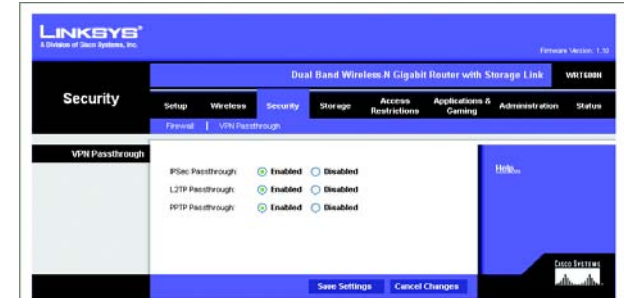 LINKSYS®
A Division of Cisco Systems, Inc.
Firmware Version: 1.10
Dual Band Wireless-N Gigabit Router with Storage Link WRT600N
Security
Setup Wireless Security Storage Access Restrictions Applications & Gaming Administration Status
Firewall | VPN Passthrough
VPN Passthrough
IPSec Passthrough: Enabled Disabled
L2TP Passthrough: Enabled Disabled
PPTP Passthrough: Enabled Disabled
Help...
Save Settings Cancel Changes
CISCO SYSTEMS